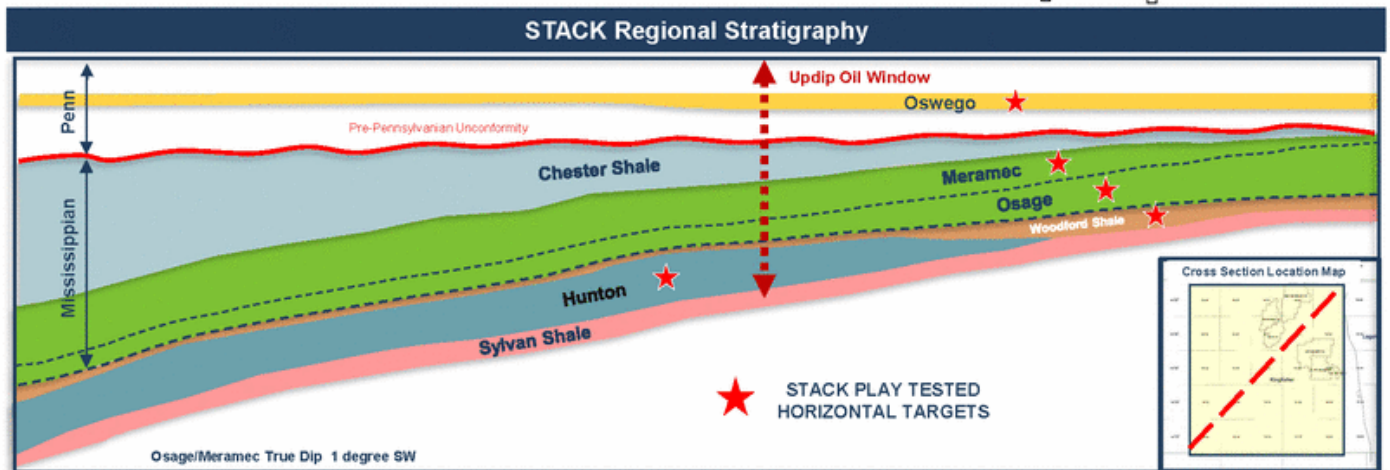 STACK Regional Stratigraphy
Updip Oil Window
Penn
Oswego
Pre-Pennsylvanian Unconformity
Chester Shale
Meramec
Osage
Woodford Shale
Mississippian
Hunton
Sylvan Shale
Cross Section Location Map
Kingfisher
STACK PLAY TESTED
HORIZONTAL TARGETS
Osage/Meramec True Dip 1 degree SW